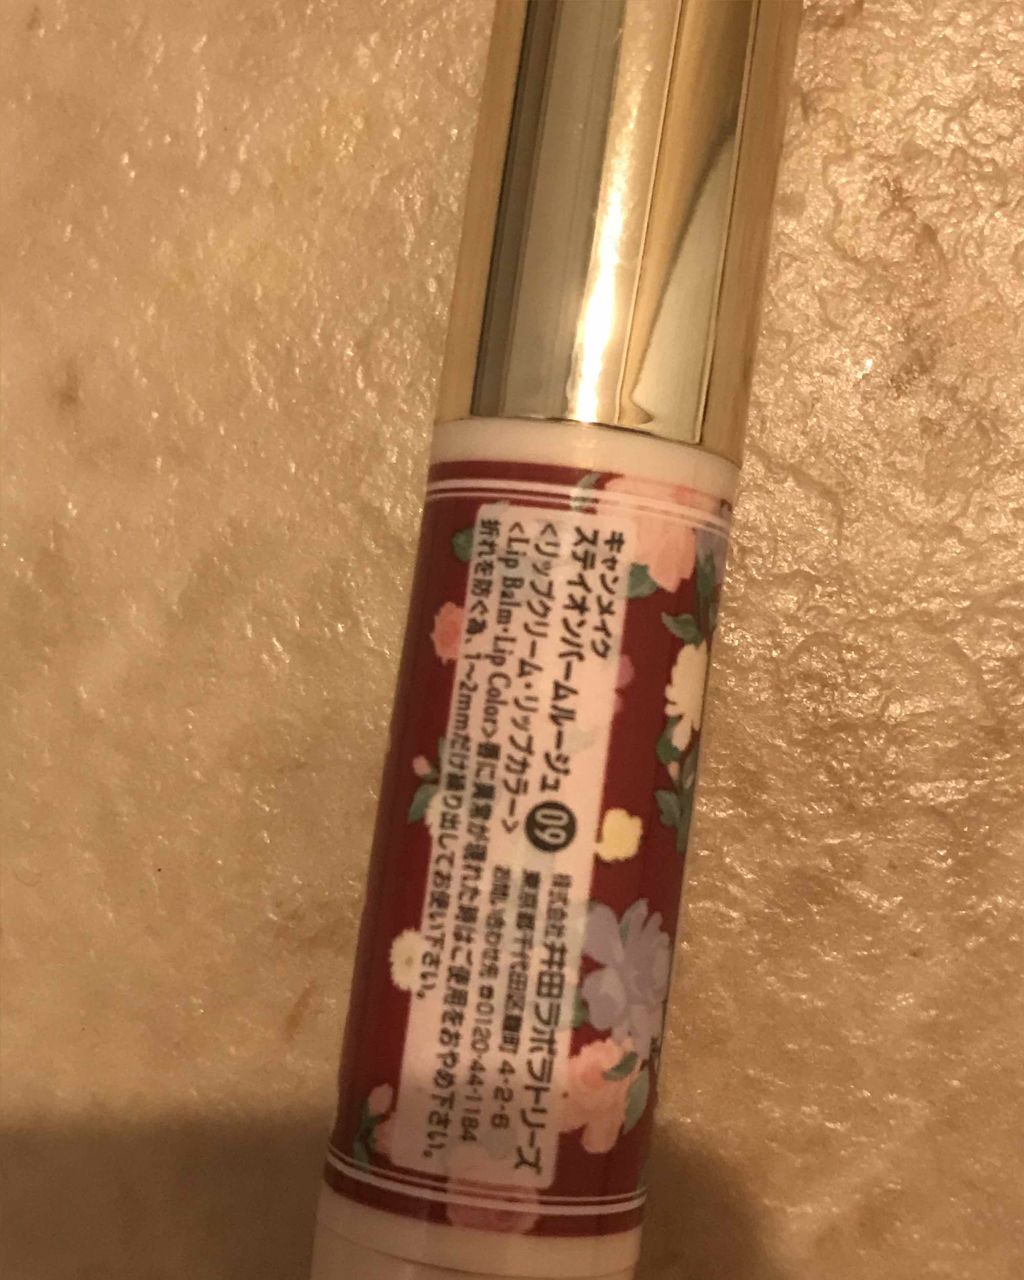 キャンメイク
ステイオンバームルージュ 09
<リップクリーム・リップカラー>
株式会社井田ラボラトリーズ
東京都千代田区麹町 4-2-6
お問い合わせ先☎0120-44-1184
<Lip Balm・Lip Color>唇に異常が現れた時はご使用をおやめ下さい。
折れを防ぐ為、1~2mmだけ繰り出してお使い下さい。